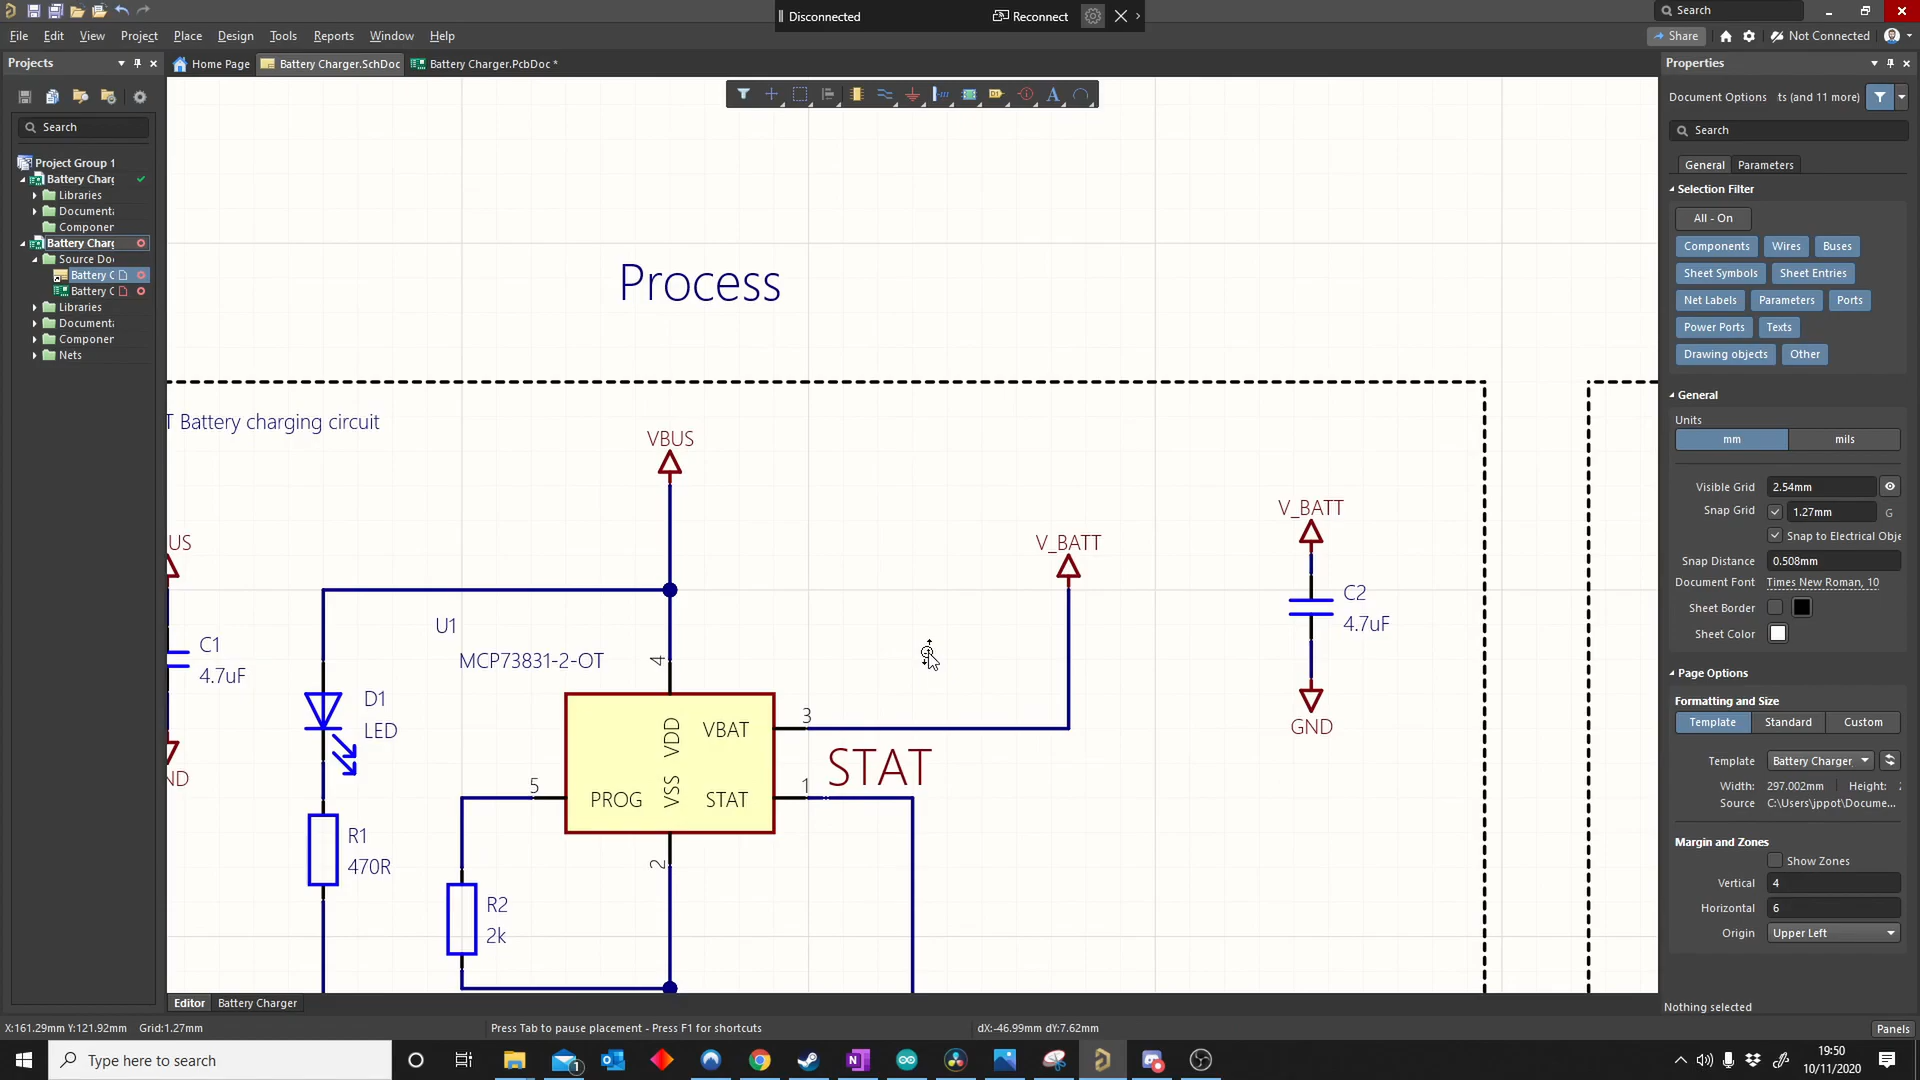 Disconnected
Reconnect
Search
File Edit View Project Place Design Tools Reports Window Help
Share
Not Connected
Projects
Home Page
Battery Charger.SchDoc
Battery Charger.PcbDoc *
Properties
Document Options
ts (and 11 more)
Search
Search
General Parameters
Project Group 1
Battery Charg
Libraries
Documenta
Componer
Battery Charg
Source Do
Battery C
Battery C
Libraries
Documenta
Componer
Nets
Selection Filter
All - On
Components Wires Buses
Sheet Symbols Sheet Entries
Net Labels Parameters Ports
Power Ports Texts
Drawing objects Other
General
Units
mm mils
Visible Grid 2.54mm
Snap Grid 1.27mm G
Snap to Electrical Obje
Snap Distance 0.508mm
Document Font Times New Roman, 10
Sheet Border
Sheet Color
Page Options
Formatting and Size
Template Standard Custom
Template Battery Charger
Width: 297.002mm Height: 2
Source C:\Users\jppot\Docume...
Margin and Zones
Show Zones
Vertical 4
Horizontal 6
Origin Upper Left
Nothing selected
Panels
Process
T Battery charging circuit
VBUS
US
C1
4.7uF
ND
D1
LED
R1
470R
U1
MCP73831-2-OT
4
VDD
VBAT
3
STAT
5
PROG
VSS
STAT
1
2
R2
2k
V_BATT
V_BATT
C2
4.7uF
GND
Editor Battery Charger
X:161.29mm Y:121.92mm Grid:1.27mm
Press Tab to pause placement - Press F1 for shortcuts
dX:-46.99mm dY:7.62mm
Type here to search
1
19:50
10/11/2020